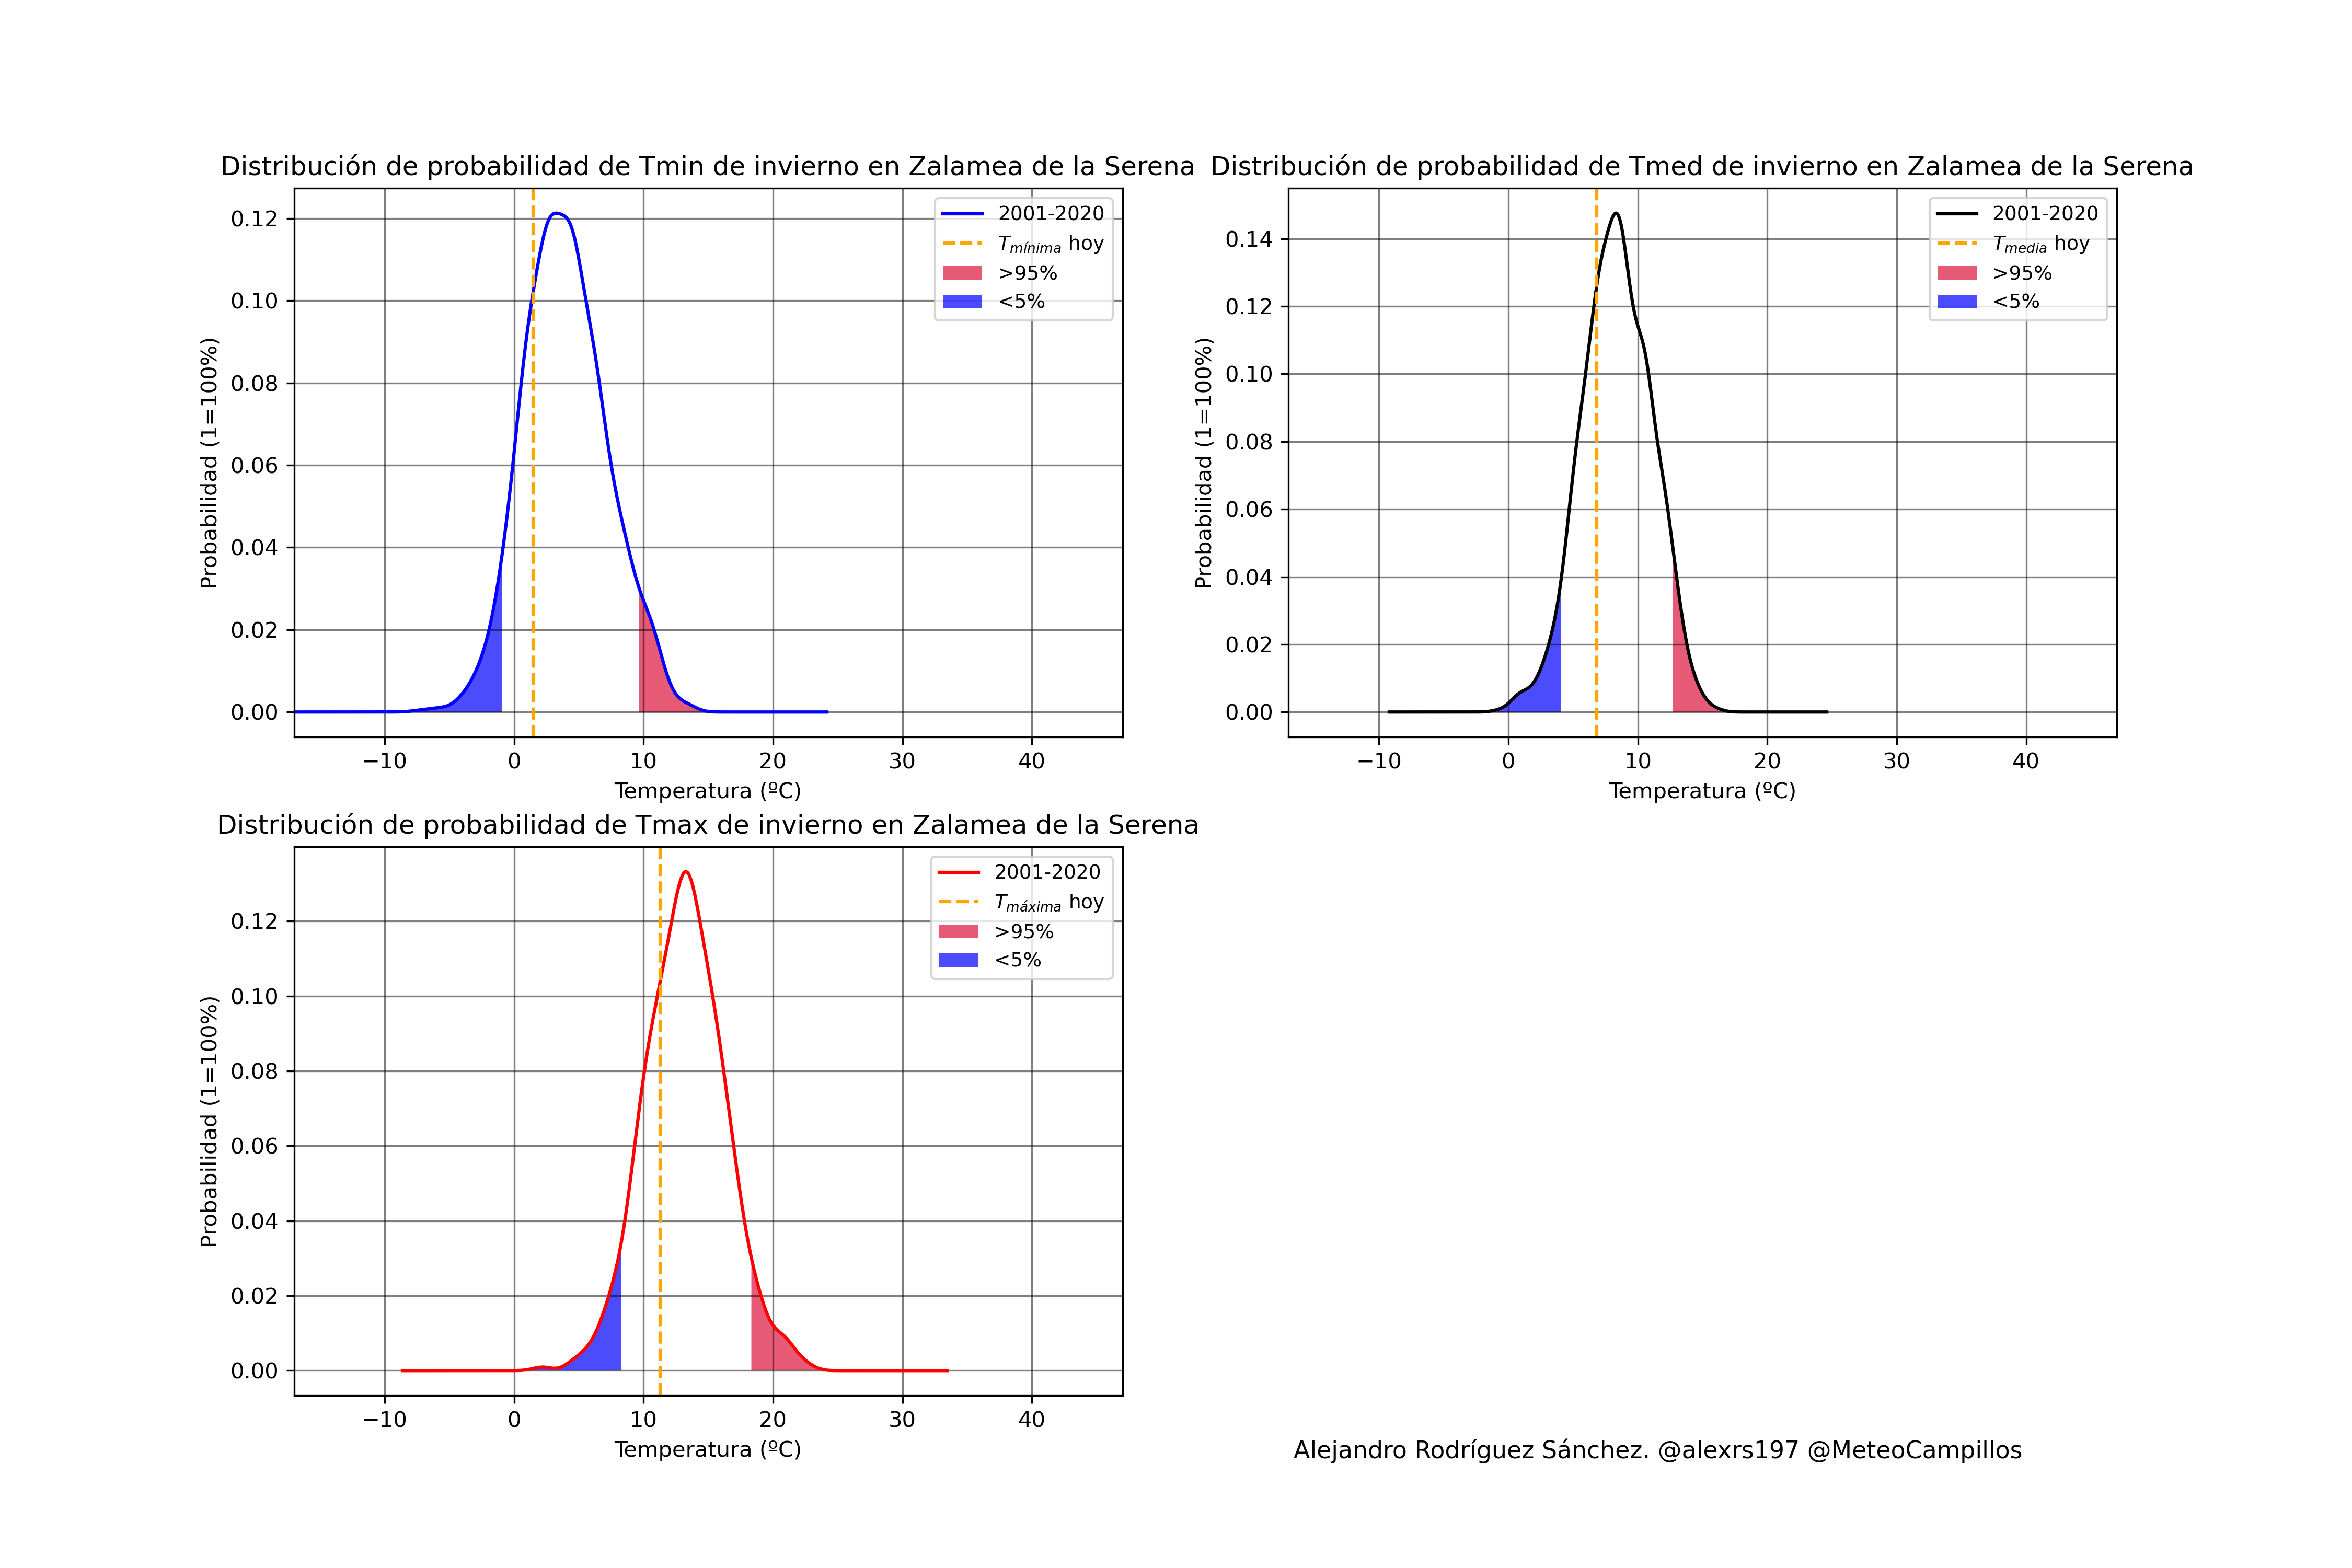 Distribución de probabilidad de Tmin de invierno en Zalamea de la Serena
Probabilidad (1=100%)
0.12
0.10
0.08
0.06
0.04
0.02
0.00
−10 0 10 20 30 40
Temperatura (ºC)
2001-2020
Tmínima hoy
>95%
<5%
Distribución de probabilidad de Tmed de invierno en Zalamea de la Serena
Probabilidad (1=100%)
0.14
0.12
0.10
0.08
0.06
0.04
0.02
0.00
−10 0 10 20 30 40
Temperatura (ºC)
2001-2020
Tmedia hoy
>95%
<5%
Distribución de probabilidad de Tmax de invierno en Zalamea de la Serena
Probabilidad (1=100%)
0.12
0.10
0.08
0.06
0.04
0.02
0.00
−10 0 10 20 30 40
Temperatura (ºC)
2001-2020
Tmáxima hoy
>95%
<5%
Alejandro Rodríguez Sánchez. @alexrs197 @MeteoCampillos